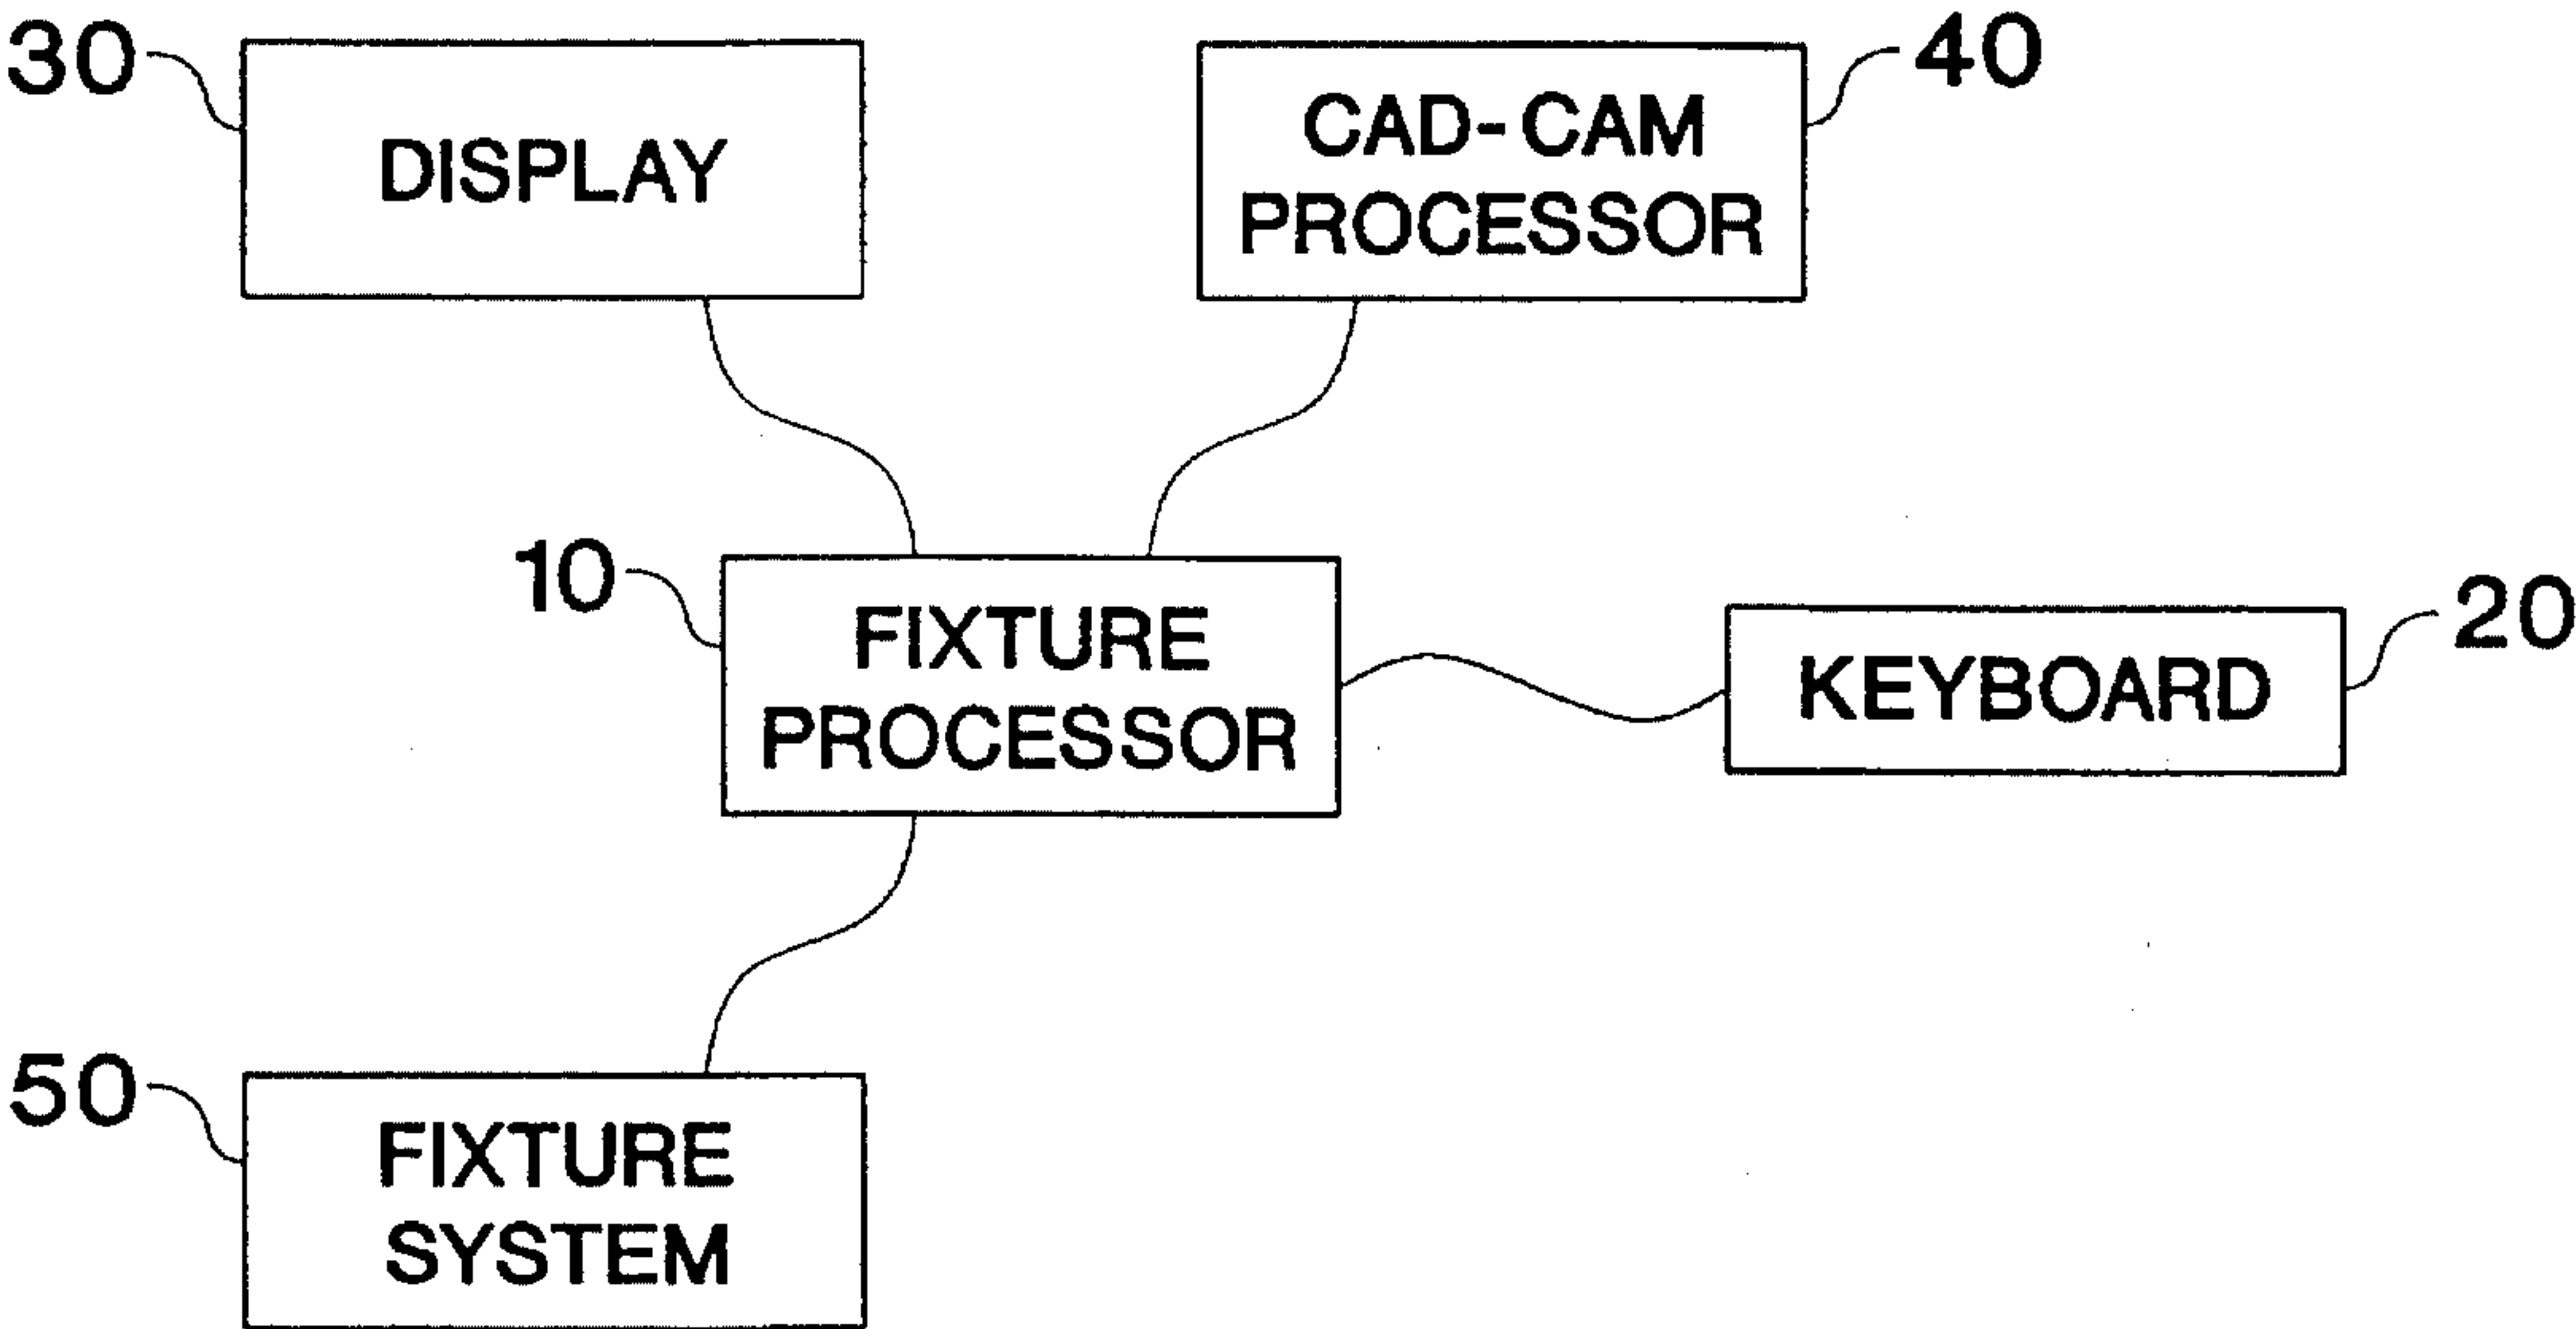 30
DISPLAY
40
CAD-CAM
PROCESSOR
10
FIXTURE
PROCESSOR
20
KEYBOARD
50
FIXTURE
SYSTEM